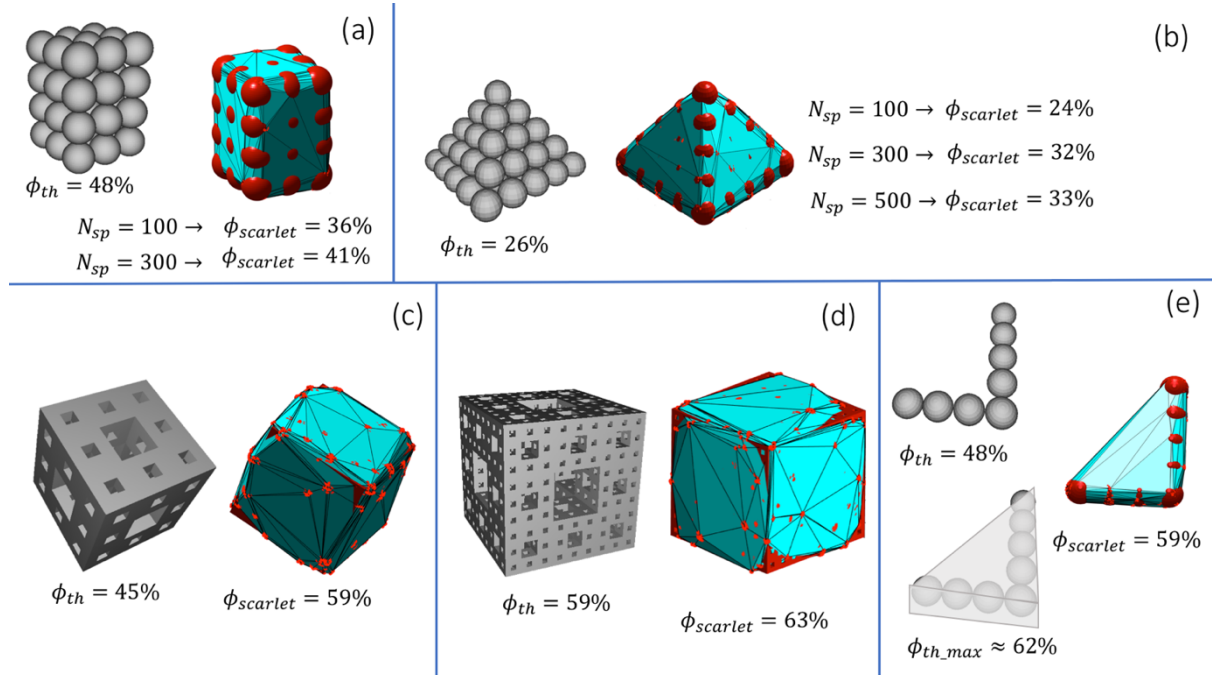 (a)
ϕ_th = 48%
N_sp = 100 → ϕ_scarlet = 36%
N_sp = 300 → ϕ_scarlet = 41%
(b)
ϕ_th = 26%
N_sp = 100 → ϕ_scarlet = 24%
N_sp = 300 → ϕ_scarlet = 32%
N_sp = 500 → ϕ_scarlet = 33%
(c)
ϕ_th = 45%
ϕ_scarlet = 59%
(d)
ϕ_th = 59%
ϕ_scarlet = 63%
(e)
ϕ_th = 48%
ϕ_scarlet = 59%
ϕ_th_max ≈ 62%